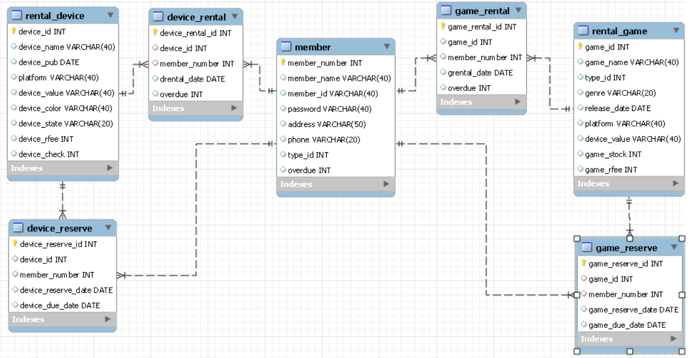 rental_device
device_id INT
device_name VARCHAR(40)
device_pub DATE
platform VARCHAR(40)
device_value VARCHAR(40)
device_color VARCHAR(40)
device_state VARCHAR(20)
device_rfee INT
device_check INT
Indexes
device_rental
device_rental_id INT
device_id INT
member_number INT
drental_date DATE
overdue INT
Indexes
member
member_number INT
member_name VARCHAR(40)
member_id VARCHAR(40)
password VARCHAR(40)
address VARCHAR(50)
phone VARCHAR(20)
type_id INT
overdue INT
Indexes
game_rental
game_rental_id INT
game_id INT
member_number INT
grental_date DATE
overdue INT
Indexes
rental_game
game_id INT
game_name VARCHAR(40)
type_id INT
genre VARCHAR(20)
release_date DATE
platform VARCHAR(40)
device_value VARCHAR(40)
game_stock INT
game_rfee INT
Indexes
device_reserve
device_reserve_id INT
device_id INT
member_number INT
device_reserve_date DATE
device_due_date DATE
Indexes
game_reserve
game_reserve_id INT
game_id INT
member_number INT
game_reserve_date DATE
game_due_date DATE
Indexes